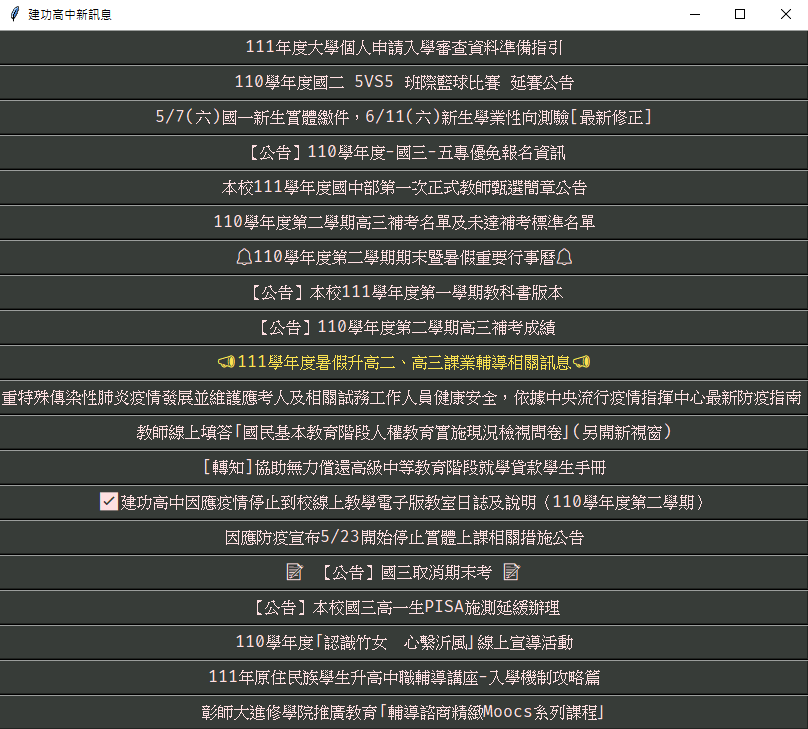 建功高中新訊息
111年度大學個人申請入學審查資料準備指引
110學年度國二 5VS5 班際籃球比賽 延賽公告
5/7(六)國一新生實體繳件，6/11(六)新生學業性向測驗[最新修正]
【公告】110學年度-國三-五專優免報名資訊
本校111學年度國中部第一次正式教師甄選簡章公告
110學年度第二學期高三補考名單及未達補考標準名單
🔔110學年度第二學期期末暨暑假重要行事曆🔔
【公告】本校111學年度第一學期教科書版本
【公告】110學年度第二學期高三補考成績
📢111學年度暑假升高二、高三課業輔導相關訊息📢
重特殊傳染性肺炎疫情發展並維護應考人及相關試務工作人員健康安全，依據中央流行疫情指揮中心最新防疫指南
教師線上填答「國民基本教育階段人權教育實施現況檢視問卷」(另開新視窗)
[轉知]協助無力償還高級中等教育階段就學貸款學生手冊
✅建功高中因應疫情停止到校線上教學電子版教室日誌及說明〈110學年度第二學期〉
因應防疫宣布5/23開始停止實體上課相關措施公告
📝 【公告】國三取消期末考 📝
【公告】本校國三高一生PISA施測延緩辦理
110學年度「認識竹女　心繫沂風」線上宣導活動
111年原住民族學生升高中職輔導講座-入學機制攻略篇
彰師大進修學院推廣教育「輔導諮商精緻Moocs系列課程」